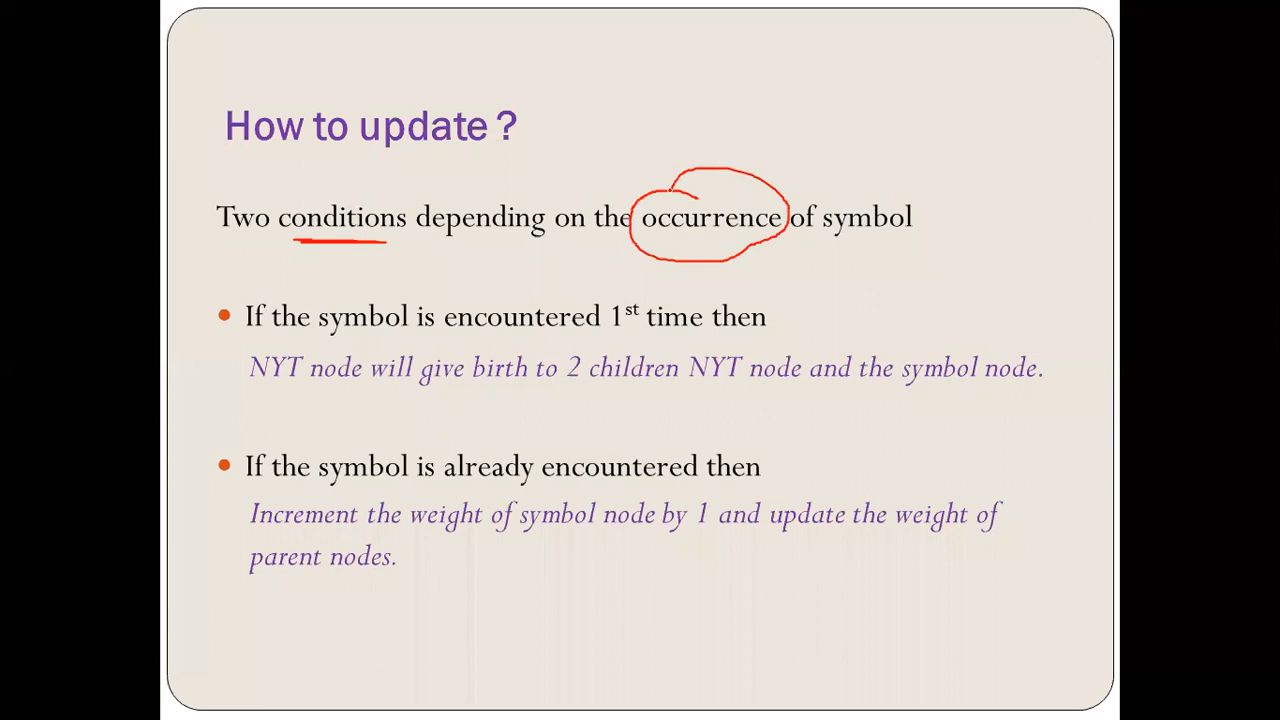 How to update ?
Two conditions depending on the occurrence of symbol
• If the symbol is encountered 1st time then
NYT node will give birth to 2 children NYT node and the symbol node.
• If the symbol is already encountered then
Increment the weight of symbol node by 1 and update the weight of
parent nodes.